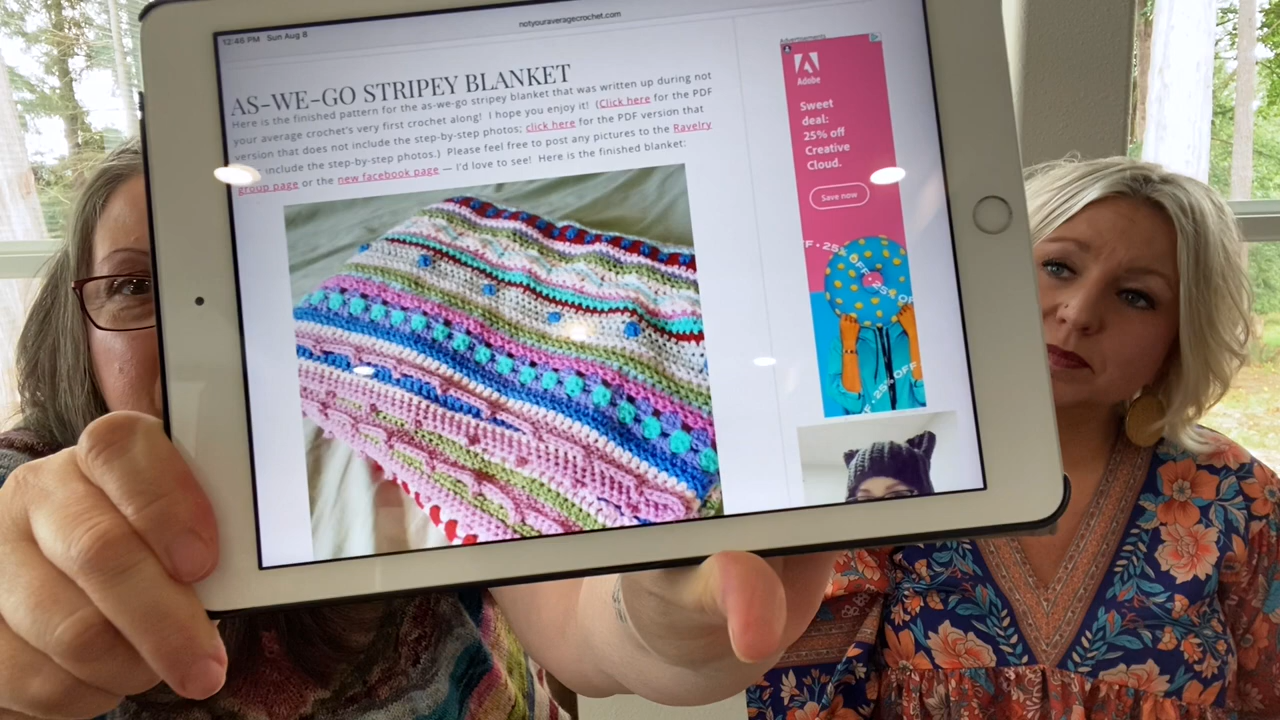 12:46 PM Sun Aug 8
notyouraveragecrochet.com
AS-WE-GO STRIPEY BLANKET
Here is the finished pattern for the as-we-go stripey blanket that was written up during not
your average crochet's very first crochet along! I hope you enjoy it! (Click here for the PDF
version that does not include the step-by-step photos; click here for the PDF version that
include the step-by-step photos.) Please feel free to post any pictures to the Ravelry
group page or the new facebook page — I'd love to see! Here is the finished blanket:
Advertisements
Adobe
Sweet
deal:
25% off
Creative
Cloud.
Save now
25% OFF
25% OFF